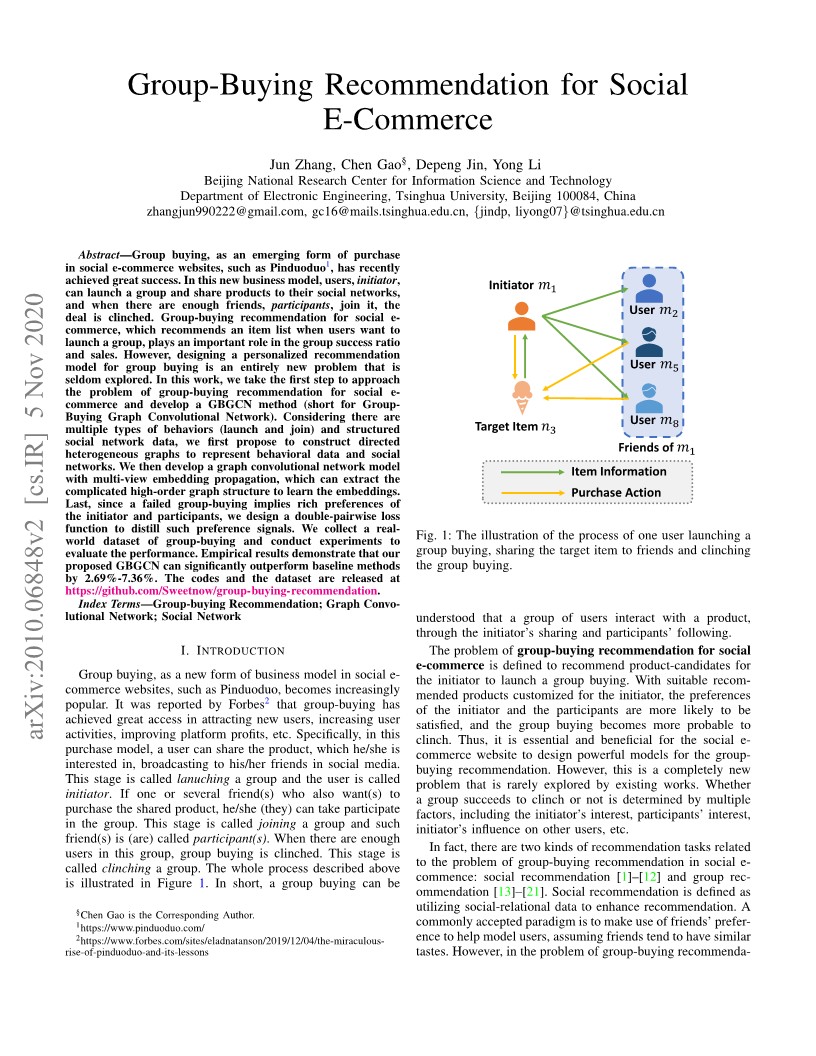 Group-Buying Recommendation for Social
E-Commerce
Jun Zhang, Chen Gao§, Depeng Jin, Yong Li
Beijing National Research Center for Information Science and Technology
Department of Electronic Engineering, Tsinghua University, Beijing 100084, China
zhangjun990222@gmail.com, gc16@mails.tsinghua.edu.cn, {jindp, liyong07}@tsinghua.edu.cn
arXiv:2010.06848v2 [cs.IR] 5 Nov 2020
Abstract—Group buying, as an emerging form of purchase
in social e-commerce websites, such as Pinduoduo1, has recently
achieved great success. In this new business model, users, initiator,
can launch a group and share products to their social networks,
and when there are enough friends, participants, join it, the
deal is clinched. Group-buying recommendation for social e-
commerce, which recommends an item list when users want to
launch a group, plays an important role in the group success ratio
and sales. However, designing a personalized recommendation
model for group buying is an entirely new problem that is
seldom explored. In this work, we take the first step to approach
the problem of group-buying recommendation for social e-
commerce and develop a GBGCN method (short for Group-
Buying Graph Convolutional Network). Considering there are
multiple types of behaviors (launch and join) and structured
social network data, we first propose to construct directed
heterogeneous graphs to represent behavioral data and social
networks. We then develop a graph convolutional network model
with multi-view embedding propagation, which can extract the
complicated high-order graph structure to learn the embeddings.
Last, since a failed group-buying implies rich preferences of
the initiator and participants, we design a double-pairwise loss
function to distill such preference signals. We collect a real-
world dataset of group-buying and conduct experiments to
evaluate the performance. Empirical results demonstrate that our
proposed GBGCN can significantly outperform baseline methods
by 2.69%-7.36%. The codes and the dataset are released at
https://github.com/Sweetnow/group-buying-recommendation.
Index Terms—Group-buying Recommendation; Graph Convo-
lutional Network; Social Network
I. INTRODUCTION
Group buying, as a new form of business model in social e-
commerce websites, such as Pinduoduo, becomes increasingly
popular. It was reported by Forbes2 that group-buying has
achieved great access in attracting new users, increasing user
activities, improving platform profits, etc. Specifically, in this
purchase model, a user can share the product, which he/she is
interested in, broadcasting to his/her friends in social media.
This stage is called lanuching a group and the user is called
initiator. If one or several friend(s) who also want(s) to
purchase the shared product, he/she (they) can take participate
in the group. This stage is called joining a group and such
friend(s) is (are) called participant(s). When there are enough
users in this group, group buying is clinched. This stage is
called clinching a group. The whole process described above
is illustrated in Figure 1. In short, a group buying can be
§Chen Gao is the Corresponding Author.
1https://www.pinduoduo.com/
2https://www.forbes.com/sites/eladnatanson/2019/12/04/the-miraculous-
rise-of-pinduoduo-and-its-lessons
Initiator m1
User m2
User m5
User m8
Target Item n3
Friends of m1
Item Information
Purchase Action
Fig. 1: The illustration of the process of one user launching a
group buying, sharing the target item to friends and clinching
the group buying.
understood that a group of users interact with a product,
through the initiator's sharing and participants' following.
The problem of group-buying recommendation for social
e-commerce is defined to recommend product-candidates for
the initiator to launch a group buying. With suitable recom-
mended products customized for the initiator, the preferences
of the initiator and the participants are more likely to be
satisfied, and the group buying becomes more probable to
clinch. Thus, it is essential and beneficial for the social e-
commerce website to design powerful models for the group-
buying recommendation. However, this is a completely new
problem that is rarely explored by existing works. Whether
a group succeeds to clinch or not is determined by multiple
factors, including the initiator's interest, participants' interest,
initiator's influence on other users, etc.
In fact, there are two kinds of recommendation tasks related
to the problem of group-buying recommendation in social e-
commence: social recommendation [1]–[12] and group rec-
ommendation [13]–[21]. Social recommendation is defined as
utilizing social-relational data to enhance recommendation. A
commonly accepted paradigm is to make use of friends' prefer-
ence to help model users, assuming friends tend to have similar
tastes. However, in the problem of group-buying recommenda-